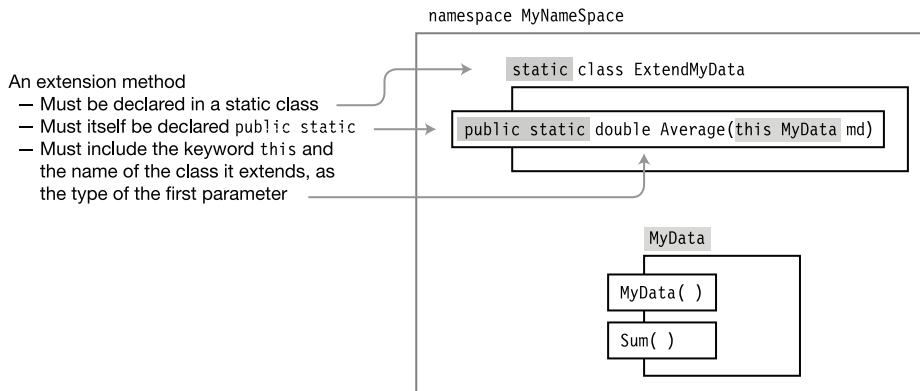 namespace MyNameSpace
An extension method
— Must be declared in a static class
— Must itself be declared public static
— Must include the keyword this and
the name of the class it extends, as
the type of the first parameter
static class ExtendMyData
public static double Average(this MyData md)
MyData
MyData( )
Sum( )